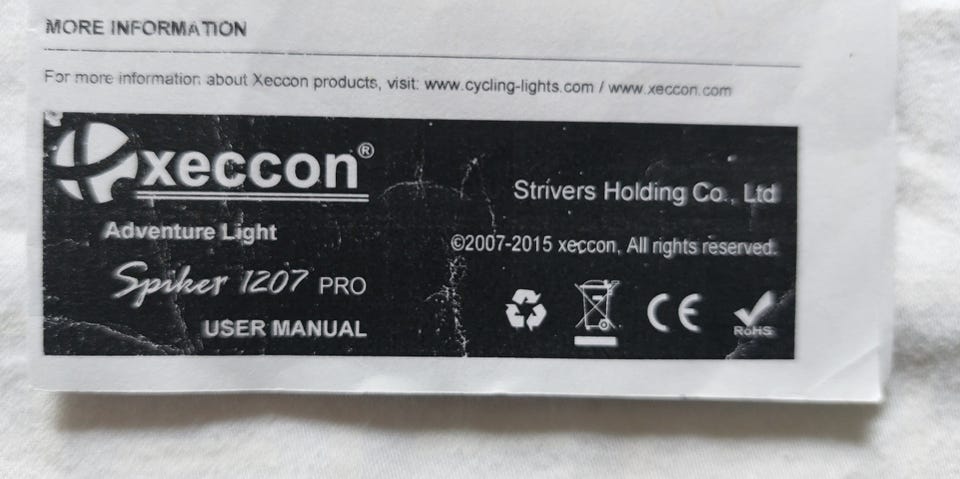 MORE INFORMATION
For more information about Xeccon products, visit: www.cycling-lights.com / www.xeccon.com
xeccon®
Adventure Light
Spiker 1207 PRO
USER MANUAL
Strivers Holding Co., Ltd
©2007-2015 xeccon, All rights reserved.
CE
RoHS